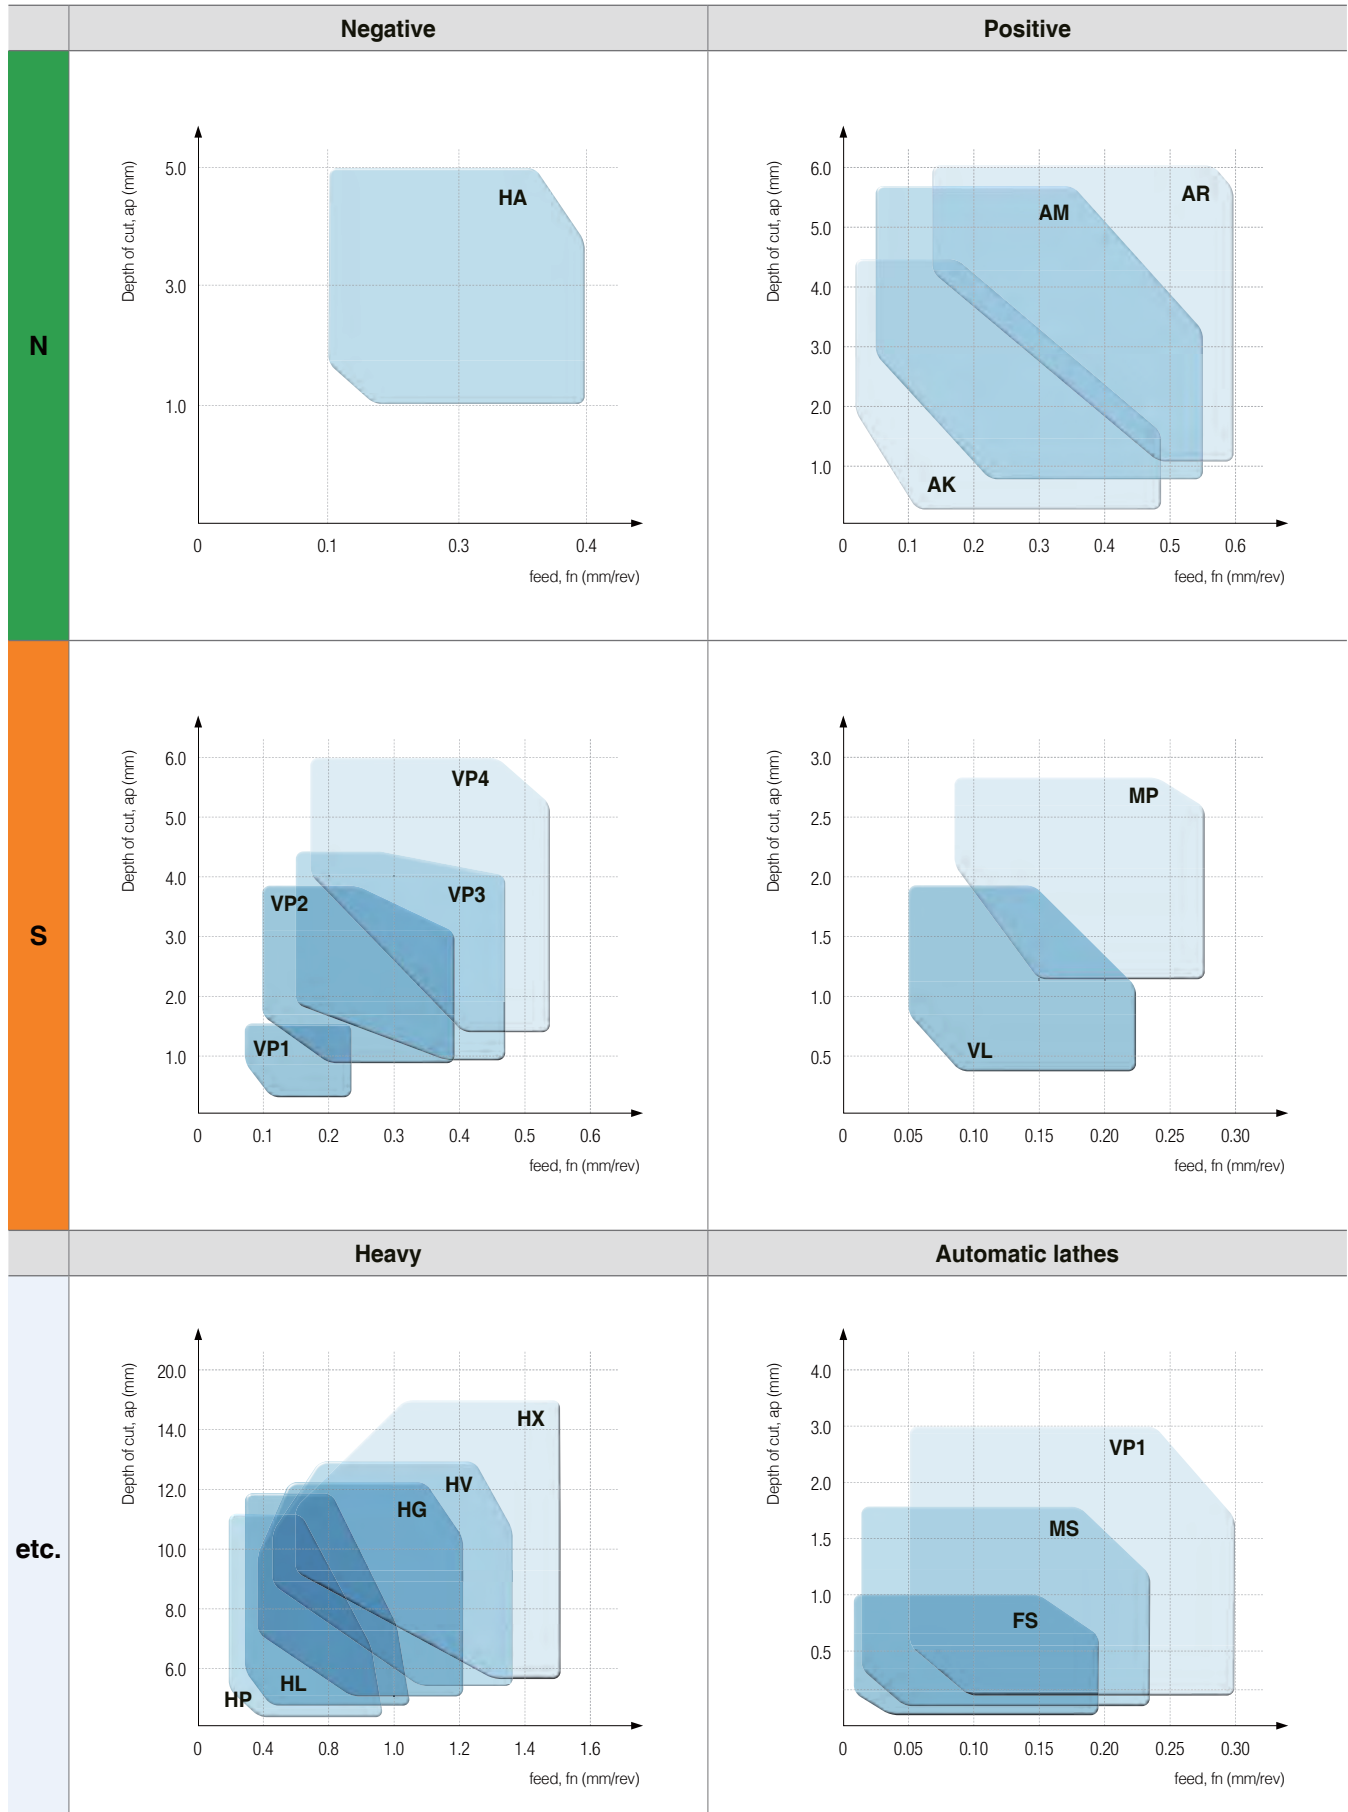 Negative Positive
N
Depth of cut, ap (mm)
5.0
3.0
1.0
HA
0 0.1 0.3 0.4
feed, fn (mm/rev)
Depth of cut, ap (mm)
6.0
5.0
4.0
3.0
2.0
1.0
AR
AM
AK
0 0.1 0.2 0.3 0.4 0.5 0.6
feed, fn (mm/rev)
S
Depth of cut, ap (mm)
6.0
5.0
4.0
3.0
2.0
1.0
VP4
VP3
VP2
VP1
0 0.1 0.2 0.3 0.4 0.5 0.6
feed, fn (mm/rev)
Depth of cut, ap (mm)
3.0
2.5
2.0
1.5
1.0
0.5
MP
VL
0 0.05 0.10 0.15 0.20 0.25 0.30
feed, fn (mm/rev)
Heavy Automatic lathes
etc.
Depth of cut, ap (mm)
20.0
14.0
12.0
10.0
8.0
6.0
HX
HV
HG
HL
HP
0 0.4 0.8 1.0 1.2 1.4 1.6
feed, fn (mm/rev)
Depth of cut, ap (mm)
4.0
3.0
2.0
1.5
1.0
0.5
VP1
MS
FS
0 0.05 0.10 0.15 0.20 0.25 0.30
feed, fn (mm/rev)